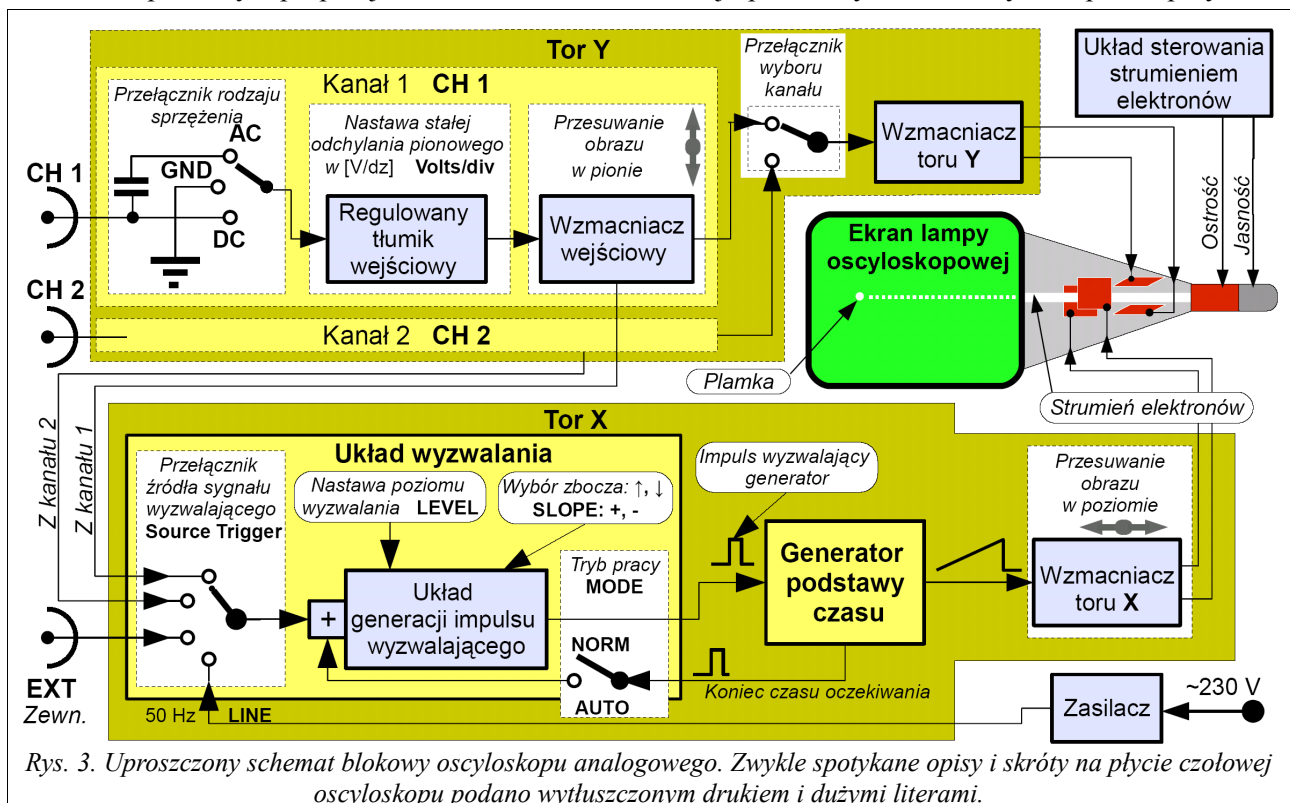 Tor Y
Kanał 1 CH 1
Przełącznik rodzaju
sprzężenia
AC
GND
DC
CH 1
Nastawa stałej
odchylania pionowego
w [V/dz] Volts/div
Regulowany
tłumik
wejściowy
Przesuwanie
obrazu
w pionie
Wzmacniacz
wejściowy
Przełącznik
wyboru
kanału
Wzmacniacz
toru Y
Układ sterowania
strumieniem
elektronów
Ostrość
Jasność
Ekran lampy
oscyloskopowej
CH 2
Kanał 2 CH 2
Plamka
Strumień elektronów
Z kanału 2
Z kanału 1
Tor X
Układ wyzwalania
Przełącznik
źródła sygnału
wyzwalającego
Source Trigger
Nastawa poziomu
wyzwalania LEVEL
Wybór zbocza: ↑, ↓
SLOPE: +, -
Impuls wyzwalający
generator
+
Układ
generacji impulsu
wyzwalającego
Tryb pracy
MODE
NORM
AUTO
Generator
podstawy
czasu
Koniec czasu oczekiwania
Przesuwanie
obrazu
w poziomie
Wzmacniacz
toru X
EXT
Zewn.
50 Hz LINE
Zasilacz
~230 V
Rys. 3. Uproszczony schemat blokowy oscyloskopu analogowego. Zwykle spotykane opisy i skróty na płycie czołowej
oscyloskopu podano wytłuszczonym drukiem i dużymi literami.